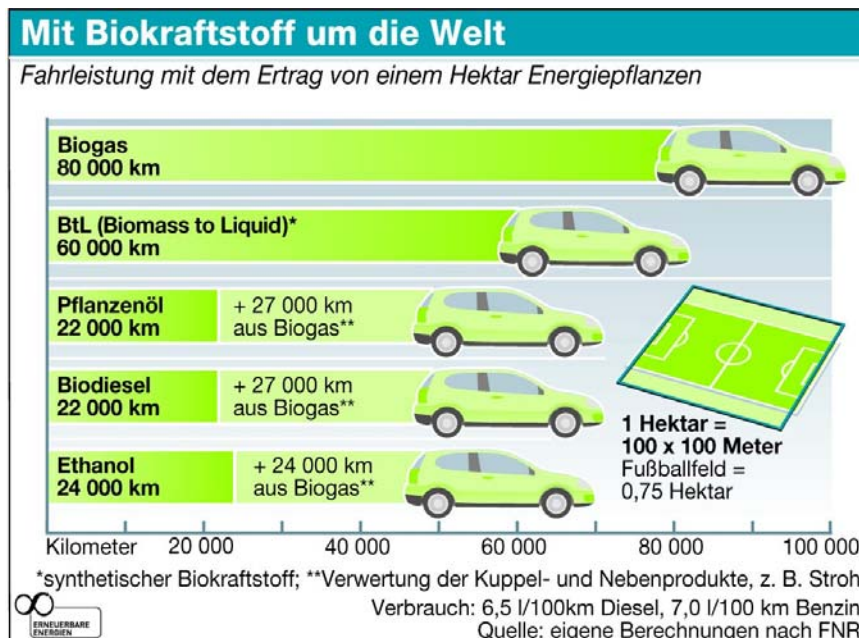 Mit Biokraftstoff um die Welt
Fahrleistung mit dem Ertrag von einem Hektar Energiepflanzen
Biogas
80 000 km
BtL (Biomass to Liquid)*
60 000 km
Pflanzenöl
22 000 km
+ 27 000 km
aus Biogas**
Biodiesel
22 000 km
+ 27 000 km
aus Biogas**
Ethanol
24 000 km
+ 24 000 km
aus Biogas**
1 Hektar =
100 x 100 Meter
Fußballfeld =
0,75 Hektar
Kilometer 20 000 40 000 60 000 80 000 100 000
*synthetischer Biokraftstoff; **Verwertung der Kuppel- und Nebenprodukte, z. B. Stroh
Verbrauch: 6,5 l/100km Diesel, 7,0 l/100 km Benzin
Quelle: eigene Berechnungen nach FNR
ERNEUERBARE
ENERGIEN